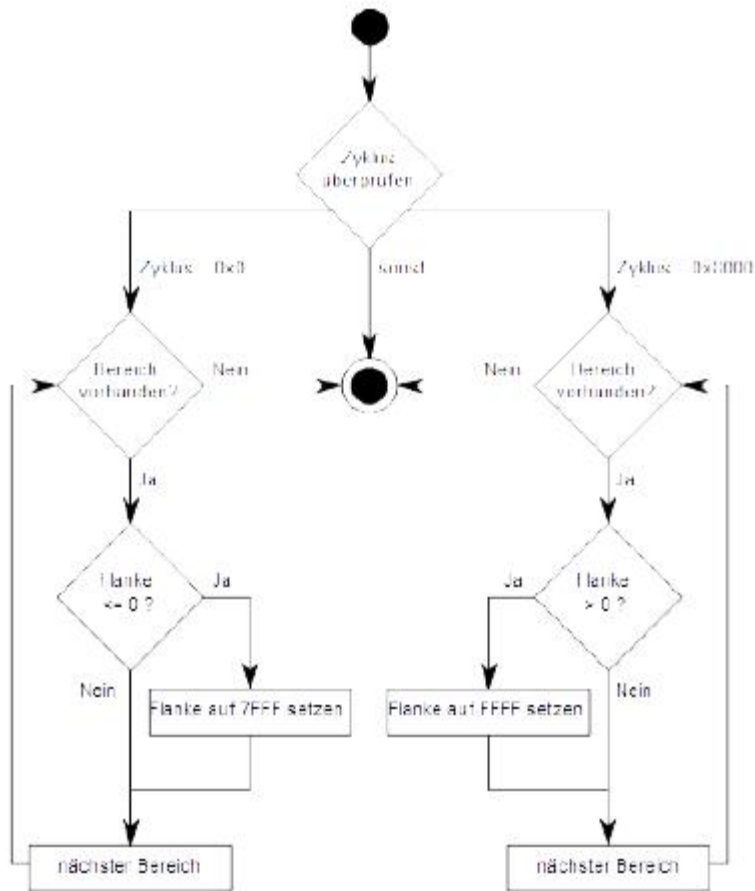 Zyklus
überprüfen
Zyklus 0x0
sonst
Zyklus
Bereich
vorhanden?
Nein
Nein
Bereich
vorhanden?
Ja
Ja
Flanke
<= 0 ?
Ja
Ja
Flanke
> 0 ?
Nein
Nein
Flanke auf 7FFF setzen
Flanke auf FFFF setzen
nächster Bereich
nächster Bereich